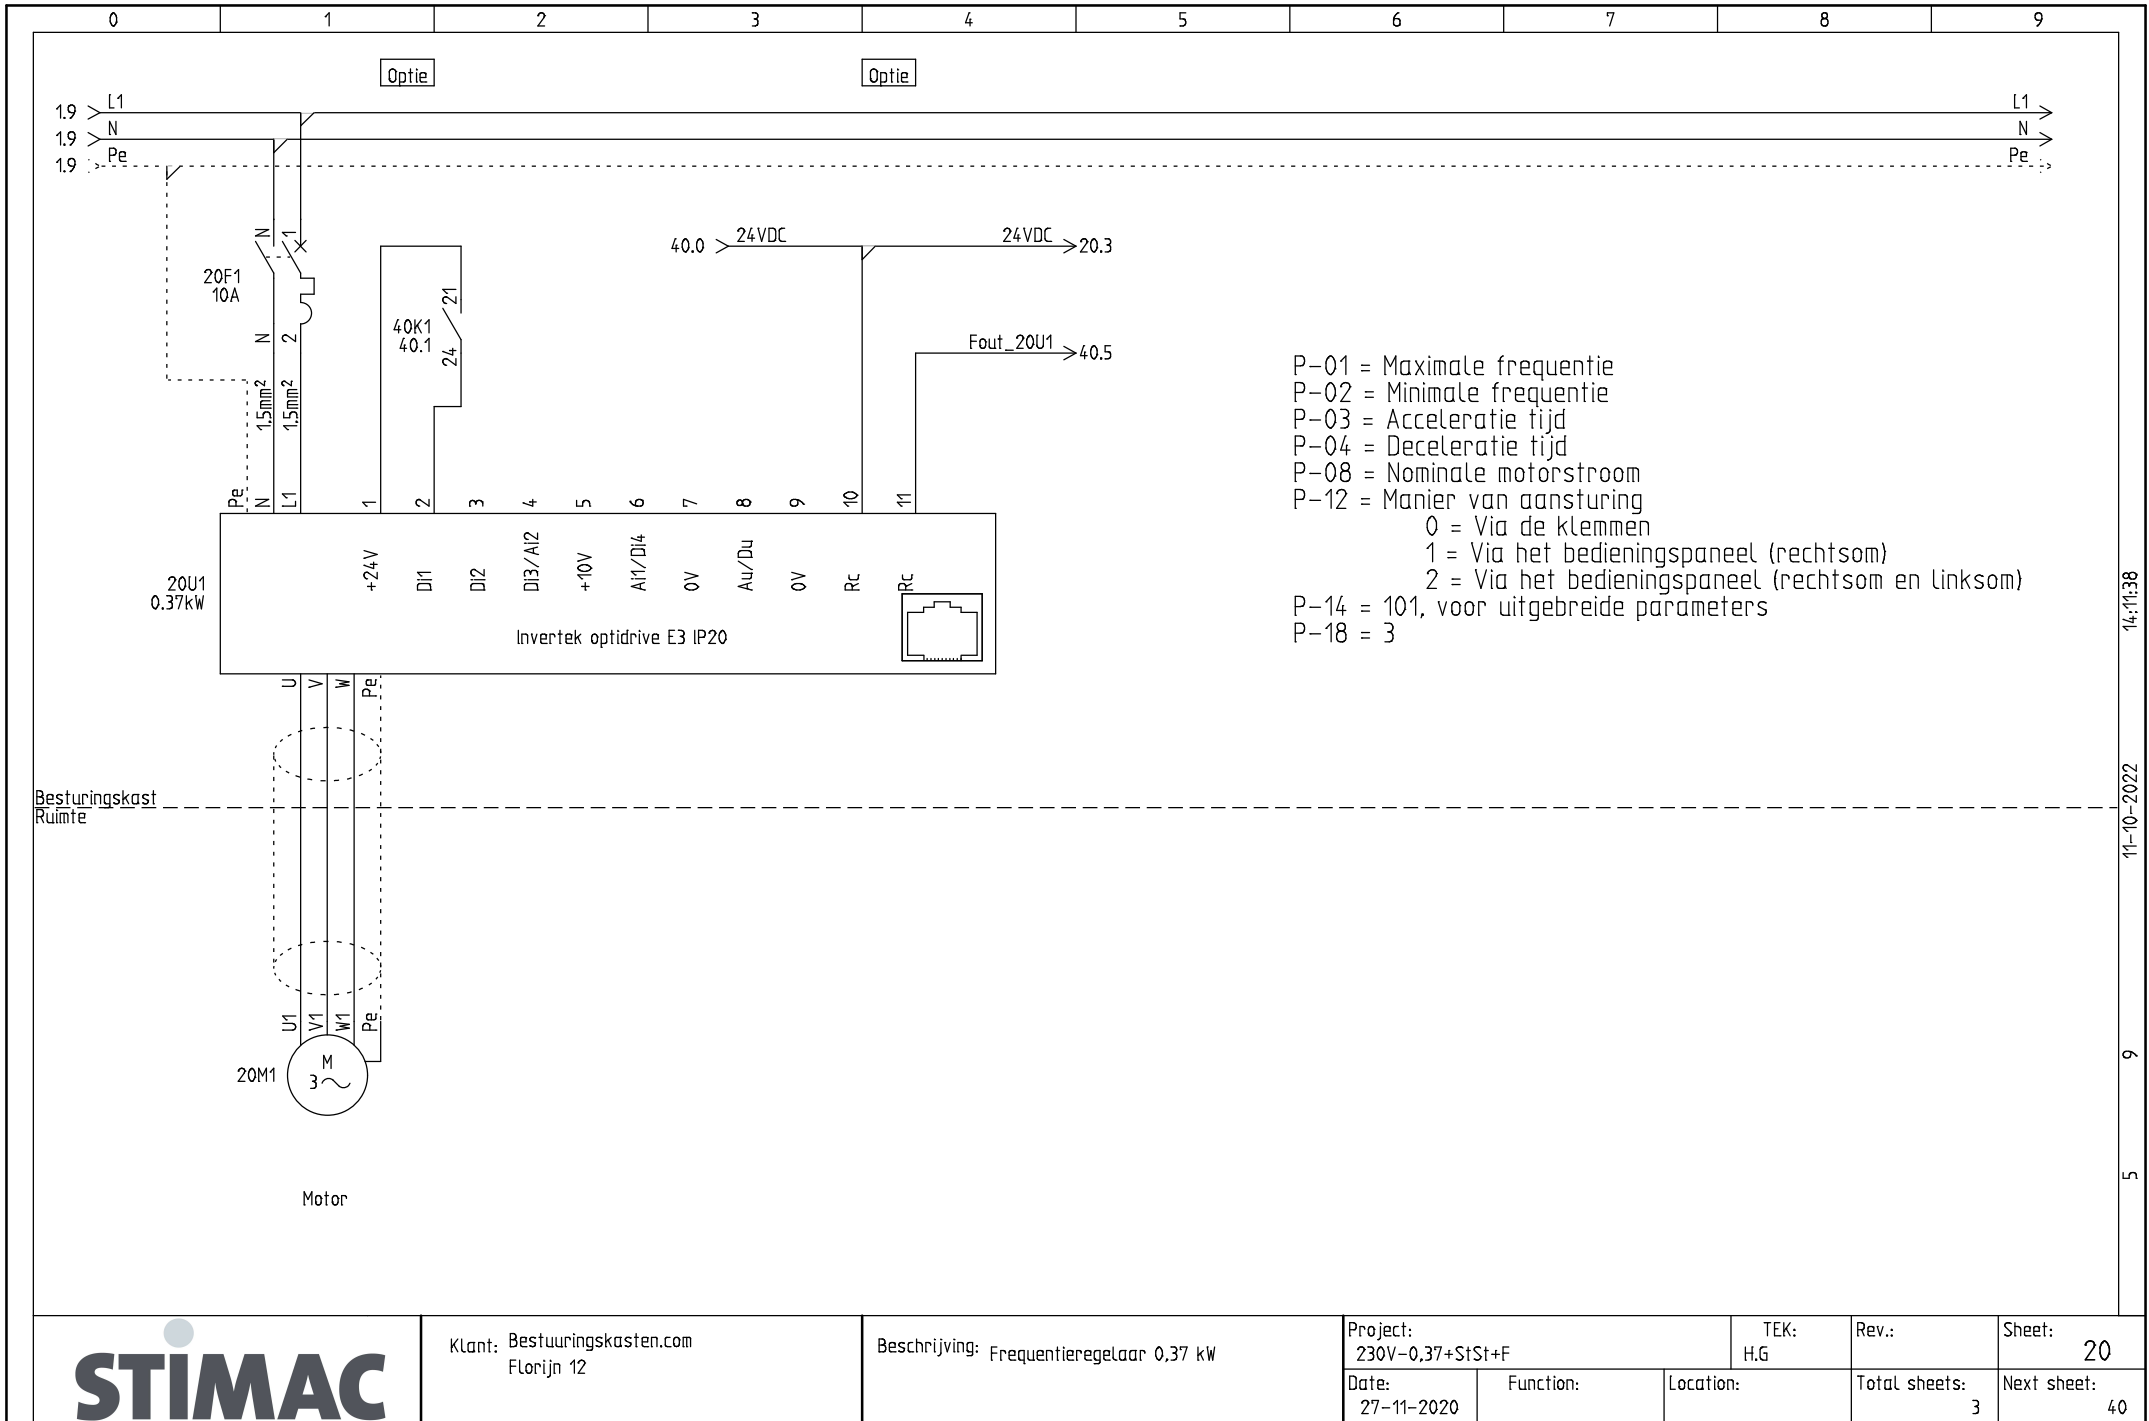 0 1 2 3 4 5 6 7 8 9
Optie Optie
1.9 L1 L1
1.9 N N
1.9 Pe Pe
N 1
20F1
10A
N 2
1.5mm² 1.5mm²
21
40K1
40.1
24
40.0 24VDC 24VDC 20.3
Fout_20U1 40.5
P-01 = Maximale frequentie
P-02 = Minimale frequentie
P-03 = Acceleratie tijd
P-04 = Deceleratie tijd
P-08 = Nominale motorstroom
P-12 = Manier van aansturing
0 = Via de klemmen
1 = Via het bedieningspaneel (rechtsom)
2 = Via het bedieningspaneel (rechtsom en linksom)
P-14 = 101, voor uitgebreide parameters
P-18 = 3
Pe N L1 1 2 3 4 5 6 7 8 9 10 11
+24V Di1 Di2 Di3/Ai2 +10V Ai1/Di4 0V Au/Du 0V Rc Rc
20U1
0.37kW
Invertek optidrive E3 IP20
U V W Pe
Besturingskast
Ruimte
U1 V1 W1 Pe
20M1
M
3
Motor
14:11:38
11-10-2022
9
5
STIMAC
Klant: Bestuuringskasten.com
Florijn 12
Beschrijving: Frequentieregelaar 0,37 kW
Project:
230V-0,37+StSt+F
TEK:
H.G
Rev.:
Sheet:
20
Date:
27-11-2020
Function:
Location:
Total sheets:
3
Next sheet:
40